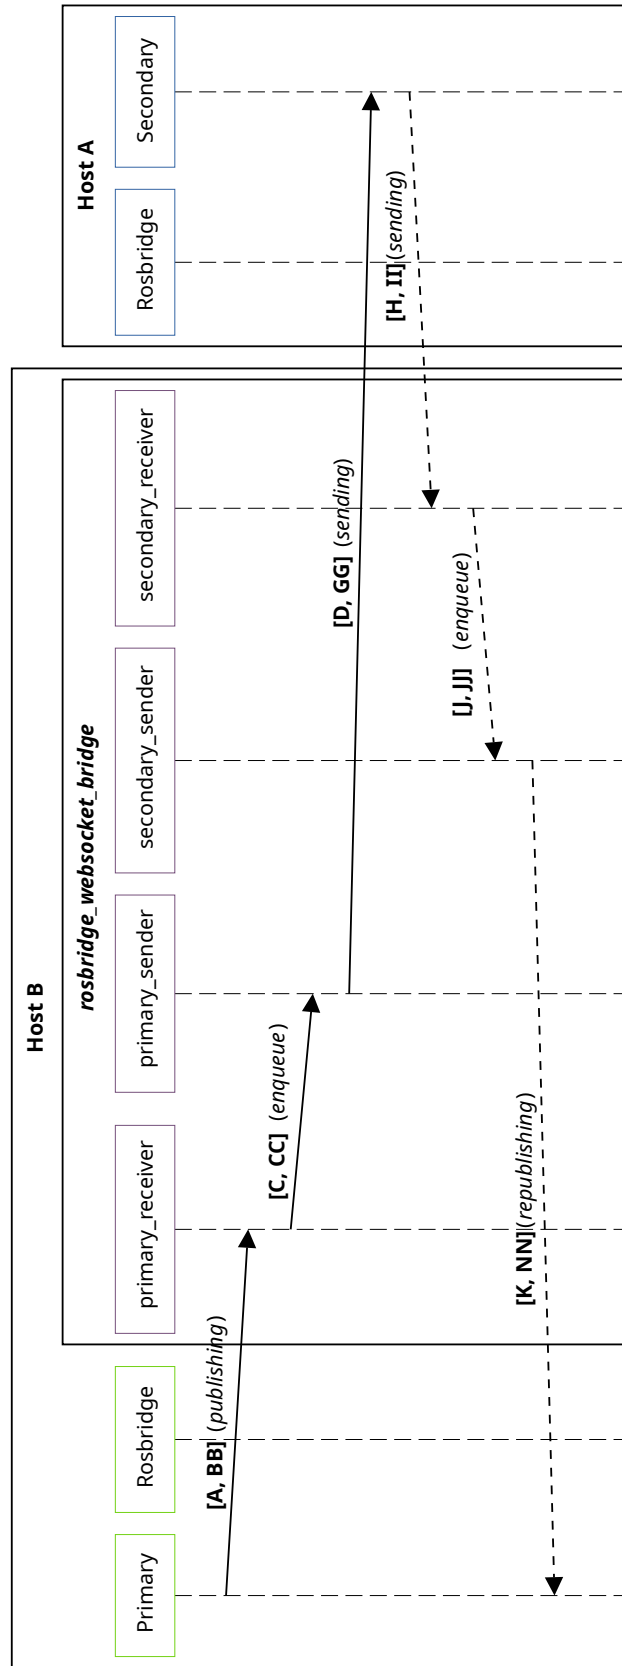 Host B
Host A
rosbridge_websocket_bridge
Primary
Rosbridge
primary_receiver
primary_sender
secondary_sender
secondary_receiver
Rosbridge
Secondary
[A, BB] (publishing)
[C, CC] (enqueue)
[D, GG] (sending)
[H, II](sending)
[J, JJ] (enqueue)
[K, NN](republishing)